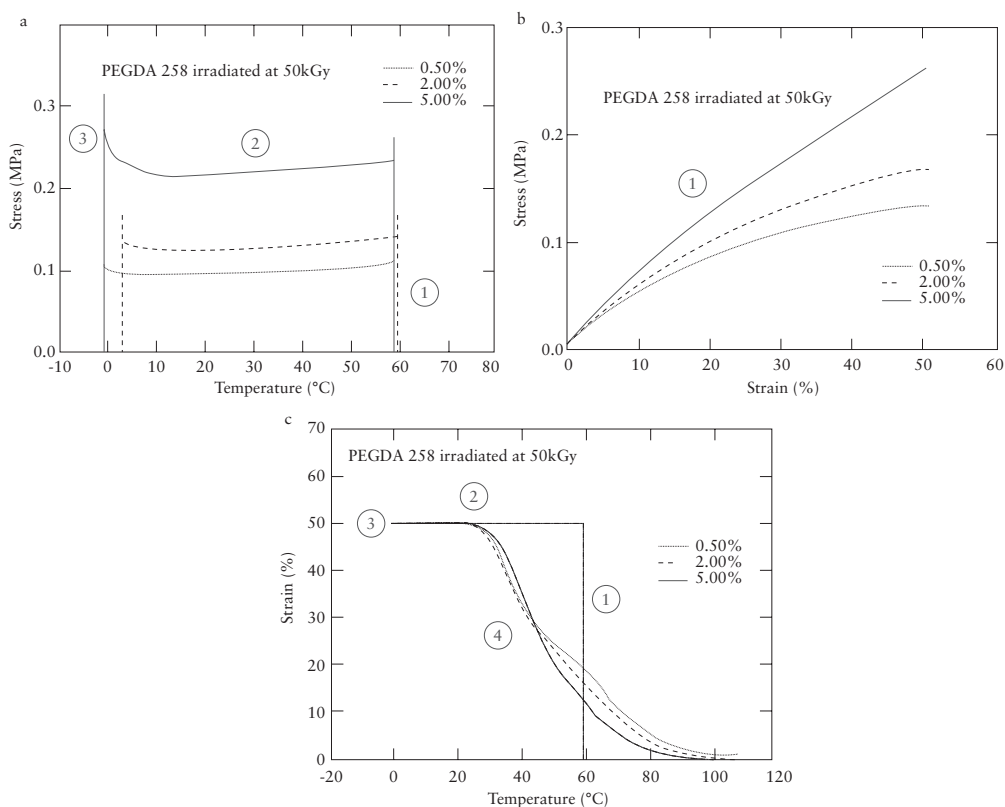 a
PEGDA 258 irradiated at 50kGy
0.50%
2.00%
5.00%
3
2
1
Stress (MPa)
0.3
0.2
0.1
0.0
-10 0 10 20 30 40 50 60 70 80
Temperature (°C)
b
0.3
0.2
0.1
0.0
Stress (MPa)
PEGDA 258 irradiated at 50kGy
1
0.50%
2.00%
5.00%
0 10 20 30 40 50 60
Strain (%)
c
70
60
50
40
30
20
10
0
Strain (%)
PEGDA 258 irradiated at 50kGy
2
3
0.50%
2.00%
5.00%
1
4
-20 0 20 40 60 80 100 120
Temperature (°C)